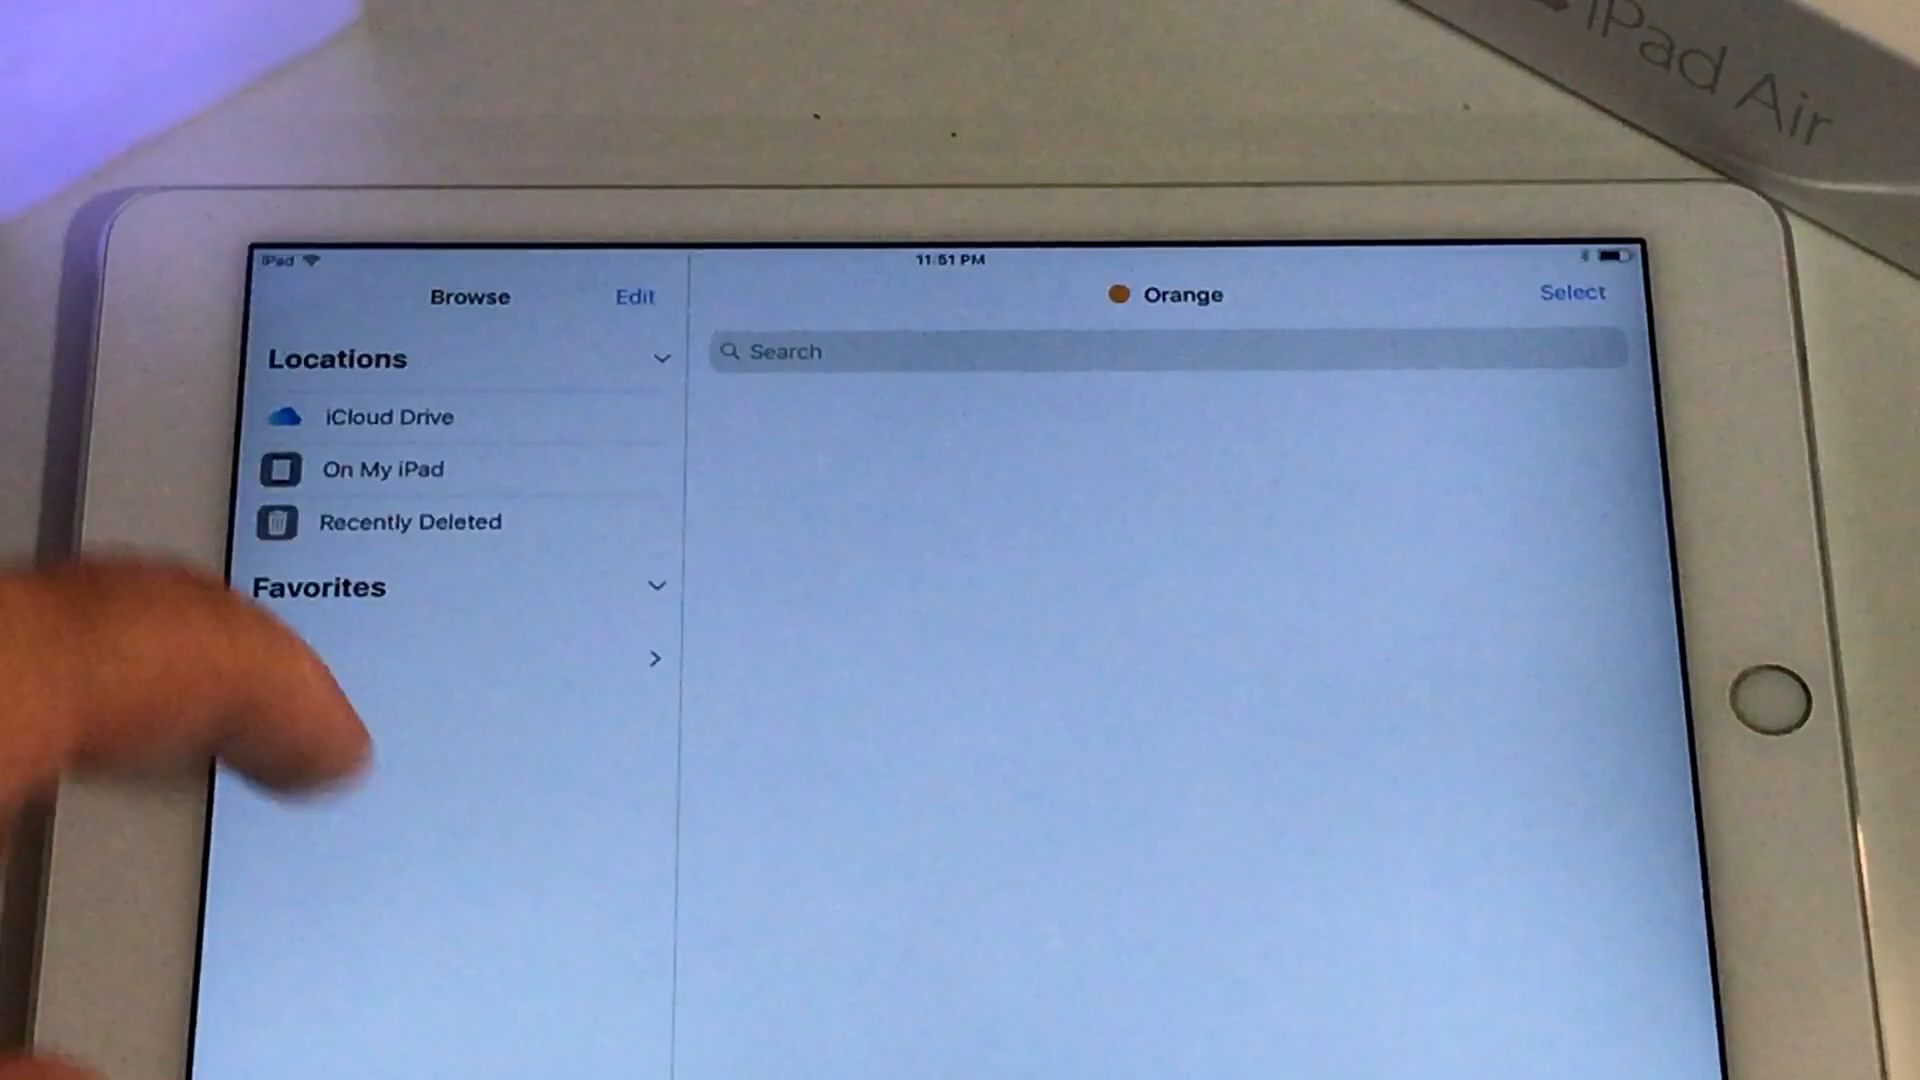 iPad Air
iPad
11:51 PM
Browse
Edit
Orange
Select
Locations
Search
iCloud Drive
On My iPad
Recently Deleted
Favorites